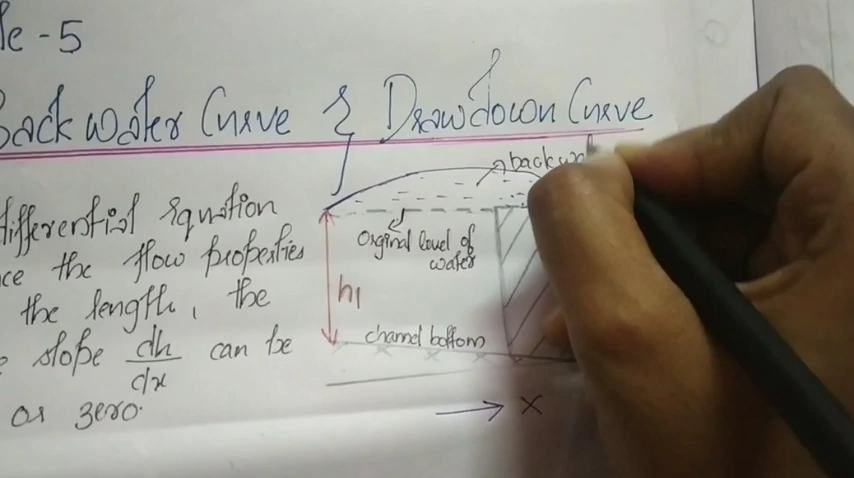 le - 5
Back water Curve & Drawdown Curve
differential Equation
ce the flow properties
the length, the
slope dh/dx can be
or zero.
backwa
Original level of
water
h1
channel bottom
x